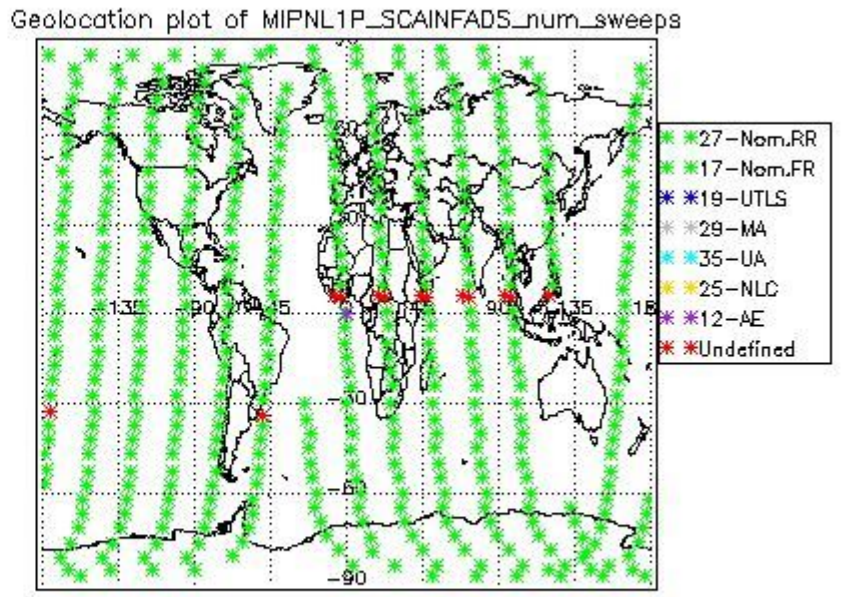 Geolocation plot of MIPNL1P_SCAINFADS_num_sweeps
27-Nom.RR
17-Nom.FR
19-UTLS
29-MA
35-UA
25-NLC
12-AE
Undefined
-135
-90
45
90
135
18
-30
-60
-90